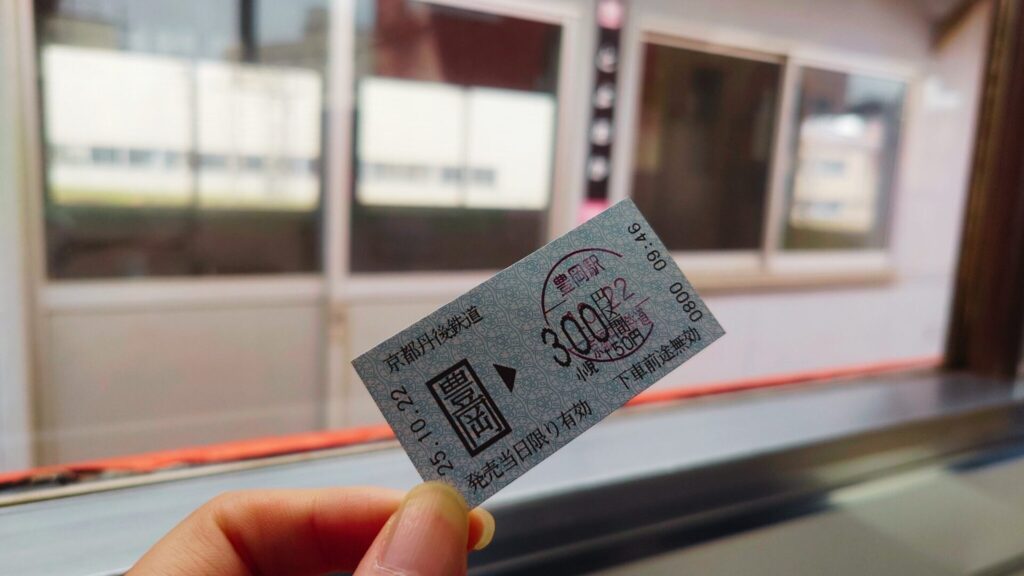 京都丹後鉄道
25.10.22
09:46
0800
豊岡
▶
300円区間
小児 150円
豊岡駅
22
発売当日限り有効
下車前途無効